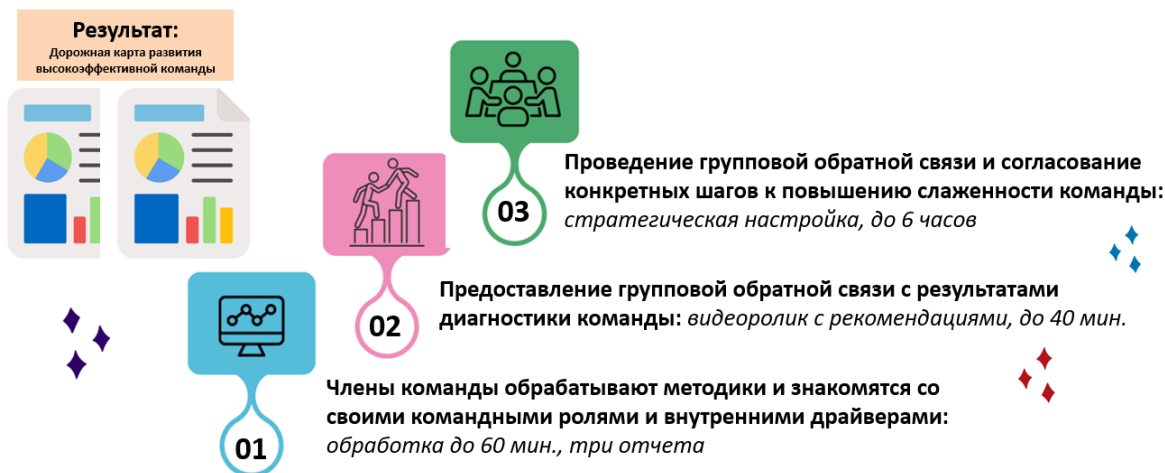 Результат:
Дорожная карта развития
высокоэффективной команды
03
Проведение групповой обратной связи и согласование
конкретных шагов к повышению слаженности команды:
стратегическая настройка, до 6 часов
02
Предоставление групповой обратной связи с результатами
диагностики команды: видеоролик с рекомендациями, до 40 мин.
01
Члены команды обрабатывают методики и знакомятся со
своими командными ролями и внутренними драйверами:
обработка до 60 мин., три отчета